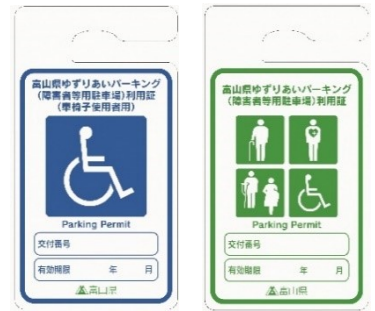 富山県ゆずりあいパーキング
(障害者等用駐車場)利用証
(車椅子使用者用)
Parking Permit
交付番号
有効期限 年 月
富山県
富山県ゆずりあいパーキング
(障害者等用駐車場)利用証
Parking Permit
交付番号
有効期限 年 月
富山県